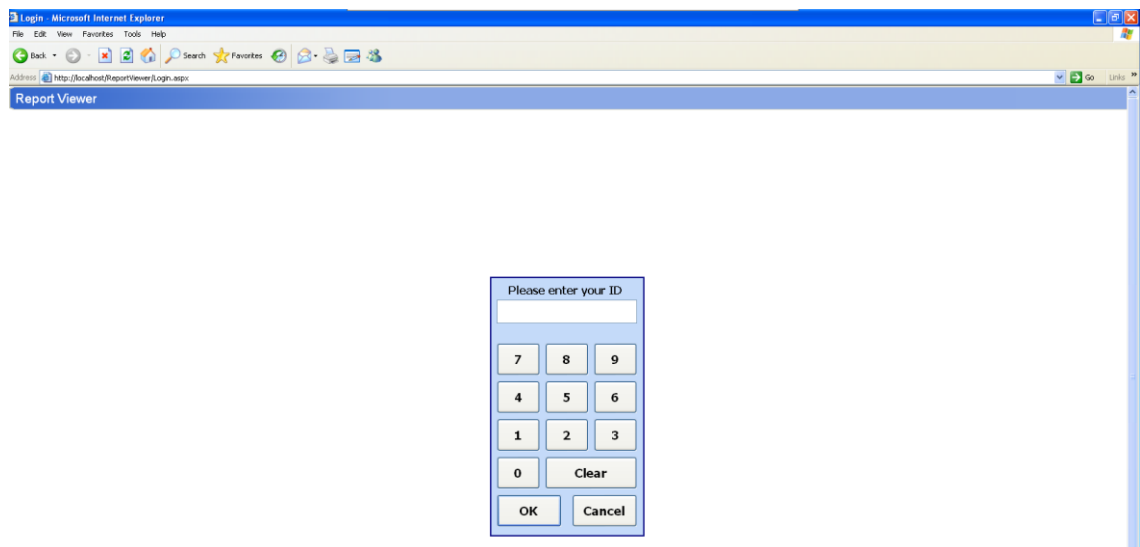 Login - Microsoft Internet Explorer
File Edit View Favorites Tools Help
Back Search Favorites
Address http://localhost/ReportViewer/Login.aspx Go Links »
Report Viewer
Please enter your ID
7 8 9
4 5 6
1 2 3
0 Clear
OK Cancel